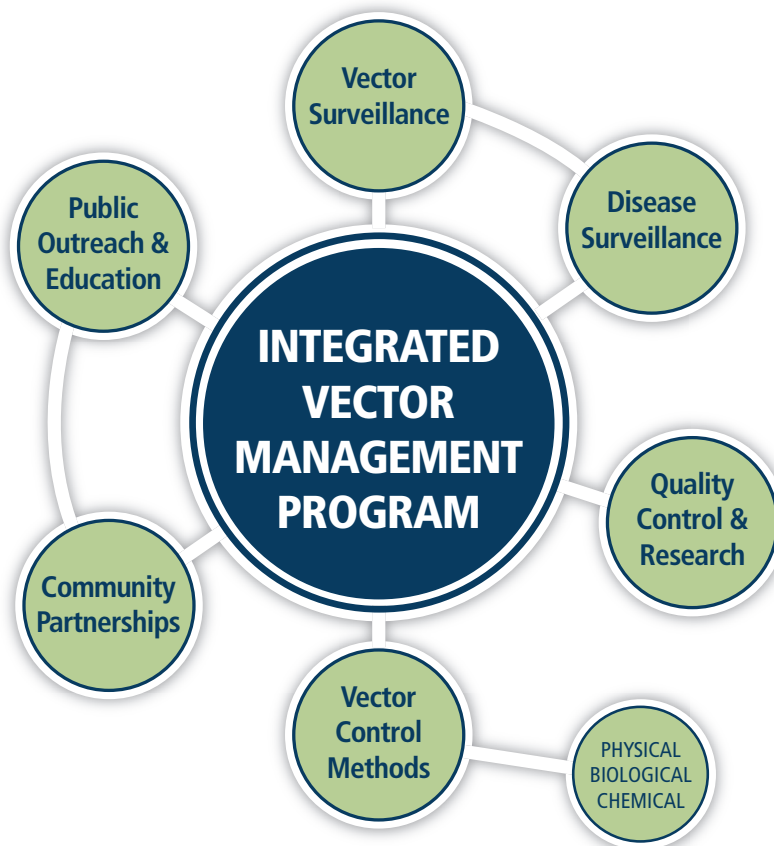 Vector
Surveillance
Disease
Surveillance
Public
Outreach &
Education
INTEGRATED
VECTOR
MANAGEMENT
PROGRAM
Quality
Control &
Research
Community
Partnerships
Vector
Control
Methods
PHYSICAL
BIOLOGICAL
CHEMICAL